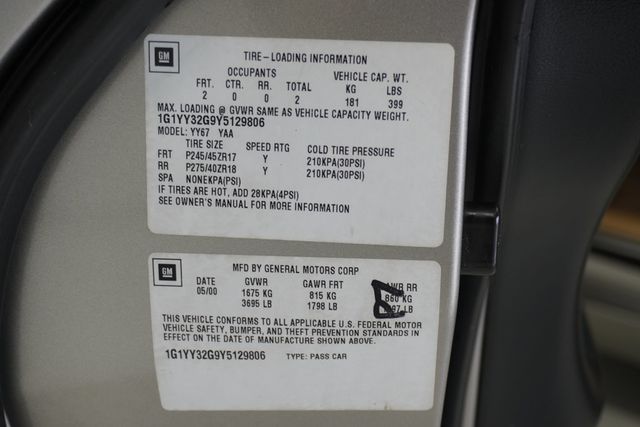 GM
TIRE-LOADING INFORMATION
OCCUPANTS VEHICLE CAP. WT.
FRT. CTR. RR. TOTAL KG LBS
2 0 0 2 181 399
MAX. LOADING @ GVWR SAME AS VEHICLE CAPACITY WEIGHT.
1G1YY32G9Y5129806
MODEL: YY67 YAA
TIRE SIZE SPEED RTG COLD TIRE PRESSURE
FRT P245/45ZR17 Y 210KPA(30PSI)
RR P275/40ZR18 Y 210KPA(30PSI)
SPA NONEKPA(PSI)
IF TIRES ARE HOT, ADD 28KPA(4PSI)
SEE OWNER'S MANUAL FOR MORE INFORMATION
GM
MFD BY GENERAL MOTORS CORP
DATE GVWR GAWR FRT RR
05/00 1675 KG 815 KG 860 KG
3695 LB 1798 LB LB
THIS VEHICLE CONFORMS TO ALL APPLICABLE U.S. FEDERAL MOTOR
VEHICLE SAFETY, BUMPER, AND THEFT PREVENTION STANDARDS IN
EFFECT ON THE DATE OF MANUFACTURE SHOWN ABOVE.
1G1YY32G9Y5129806 TYPE: PASS CAR